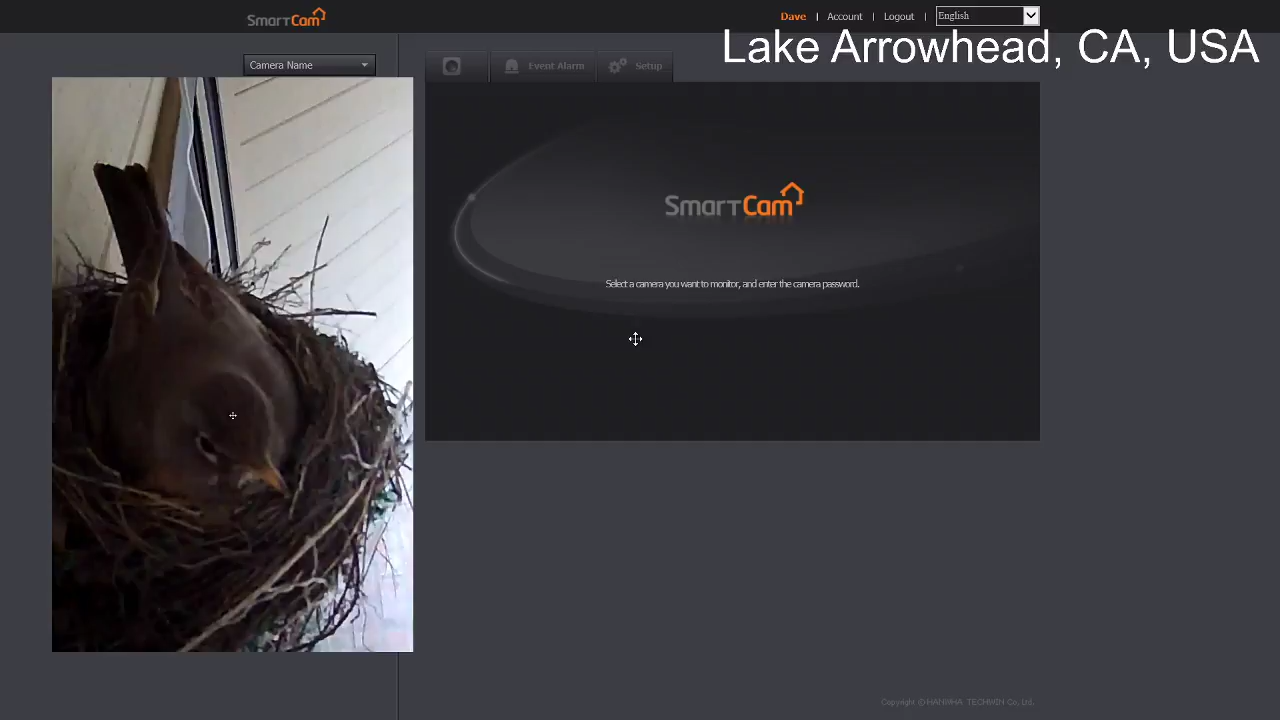 SMARTCam
Dave | Account | Logout | English
Lake Arrowhead, CA, USA
Camera Name
Event Alarm
Setup
SMARTCam
Select a camera you want to monitor, and enter the camera password.
Copyright © HANWHA TECHWIN Co, Ltd.